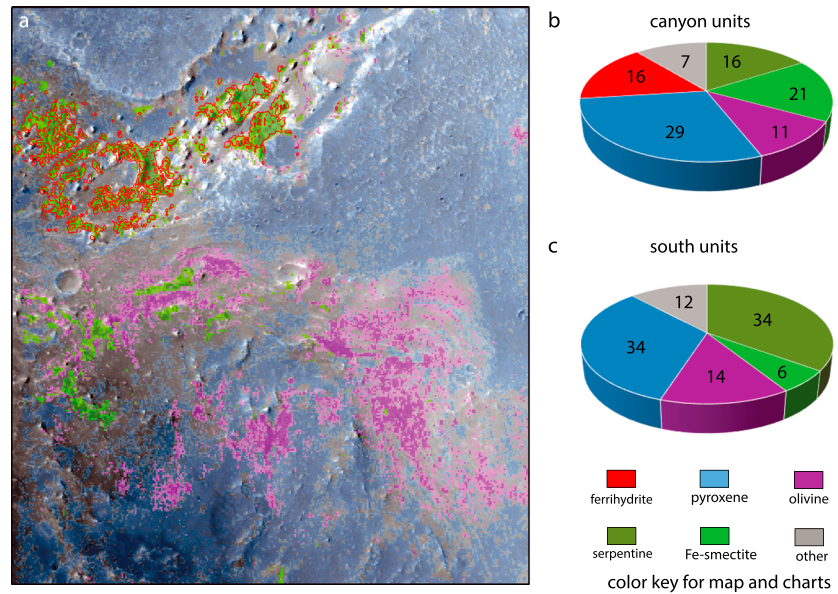 a
b
canyon units
7
16
16
21
29
11
c
south units
12
34
34
6
14
ferrihydrite
pyroxene
olivine
serpentine
Fe-smectite
other
color key for map and charts